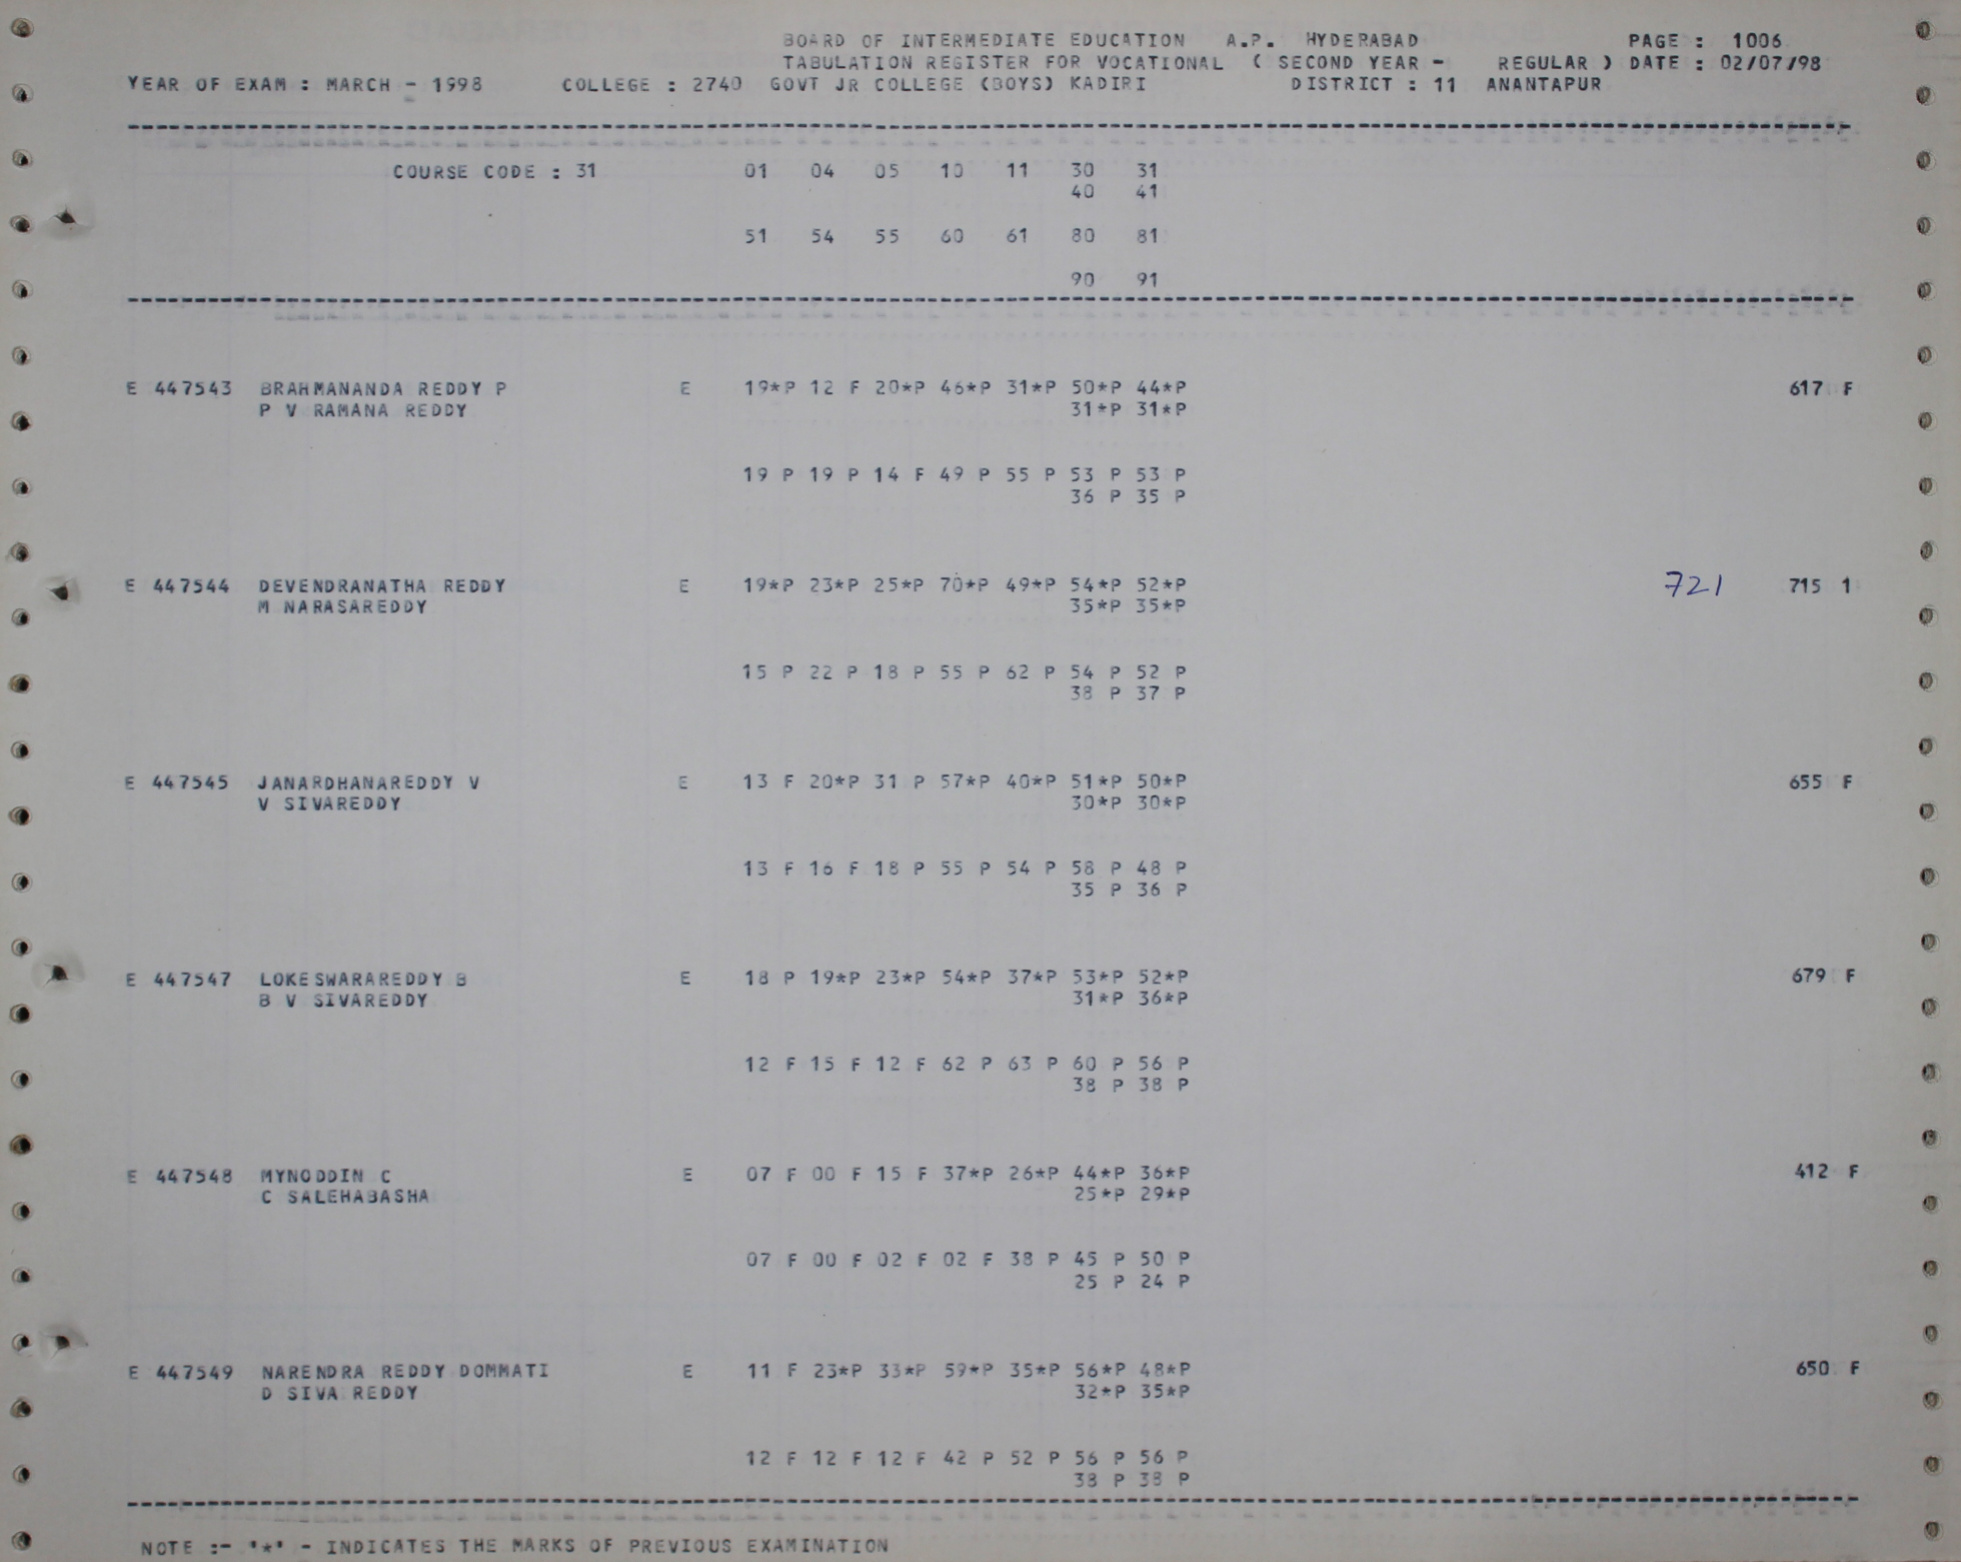 BOARD OF INTERMEDIATE EDUCATION A.P. HYDERABAD PAGE : 1006
TABULATION REGISTER FOR VOCATIONAL ( SECOND YEAR - REGULAR ) DATE : 02/07/98
YEAR OF EXAM : MARCH - 1998 COLLEGE : 2740 GOVT JR COLLEGE (BOYS) KADIRI DISTRICT : 11 ANANTAPUR
COURSE CODE : 31 01 04 05 10 11 30 31
40 41
51 54 55 60 61 80 81
90 91
E 447543 BRAHMANANDA REDDY P E 19*P 12 F 20*P 46*P 31*P 50*P 44*P 617 F
P V RAMANA REDDY 31*P 31*P
19 P 19 P 14 F 49 P 55 P 53 P 53 P
36 P 35 P
E 447544 DEVENDRANATHA REDDY E 19*P 23*P 25*P 70*P 49*P 54*P 52*P 721 715 1
M NARASAREDDY 35*P 35*P
15 P 22 P 18 P 55 P 62 P 54 P 52 P
38 P 37 P
E 447545 JANARDHANAREDDY V E 13 F 20*P 31 P 57*P 40*P 51*P 50*P 655 F
V SIVAREDDY 30*P 30*P
13 F 16 F 18 P 55 P 54 P 58 P 48 P
35 P 36 P
E 447547 LOKESWARAREDDY B E 18 P 19*P 23*P 54*P 37*P 53*P 52*P 679 F
B V SIVAREDDY 31*P 36*P
12 F 15 F 12 F 62 P 63 P 60 P 56 P
38 P 38 P
E 447548 MYNODDIN C E 07 F 00 F 15 F 37*P 26*P 44*P 36*P 412 F
C SALEHABASHA 25*P 29*P
07 F 00 F 02 F 02 F 38 P 45 P 50 P
25 P 24 P
E 447549 NARENDRA REDDY DOMMATI E 11 F 23*P 33*P 59*P 35*P 56*P 48*P 650 F
D SIVA REDDY 32*P 35*P
12 F 12 F 12 F 42 P 52 P 56 P 56 P
38 P 38 P
NOTE :- '*' - INDICATES THE MARKS OF PREVIOUS EXAMINATION